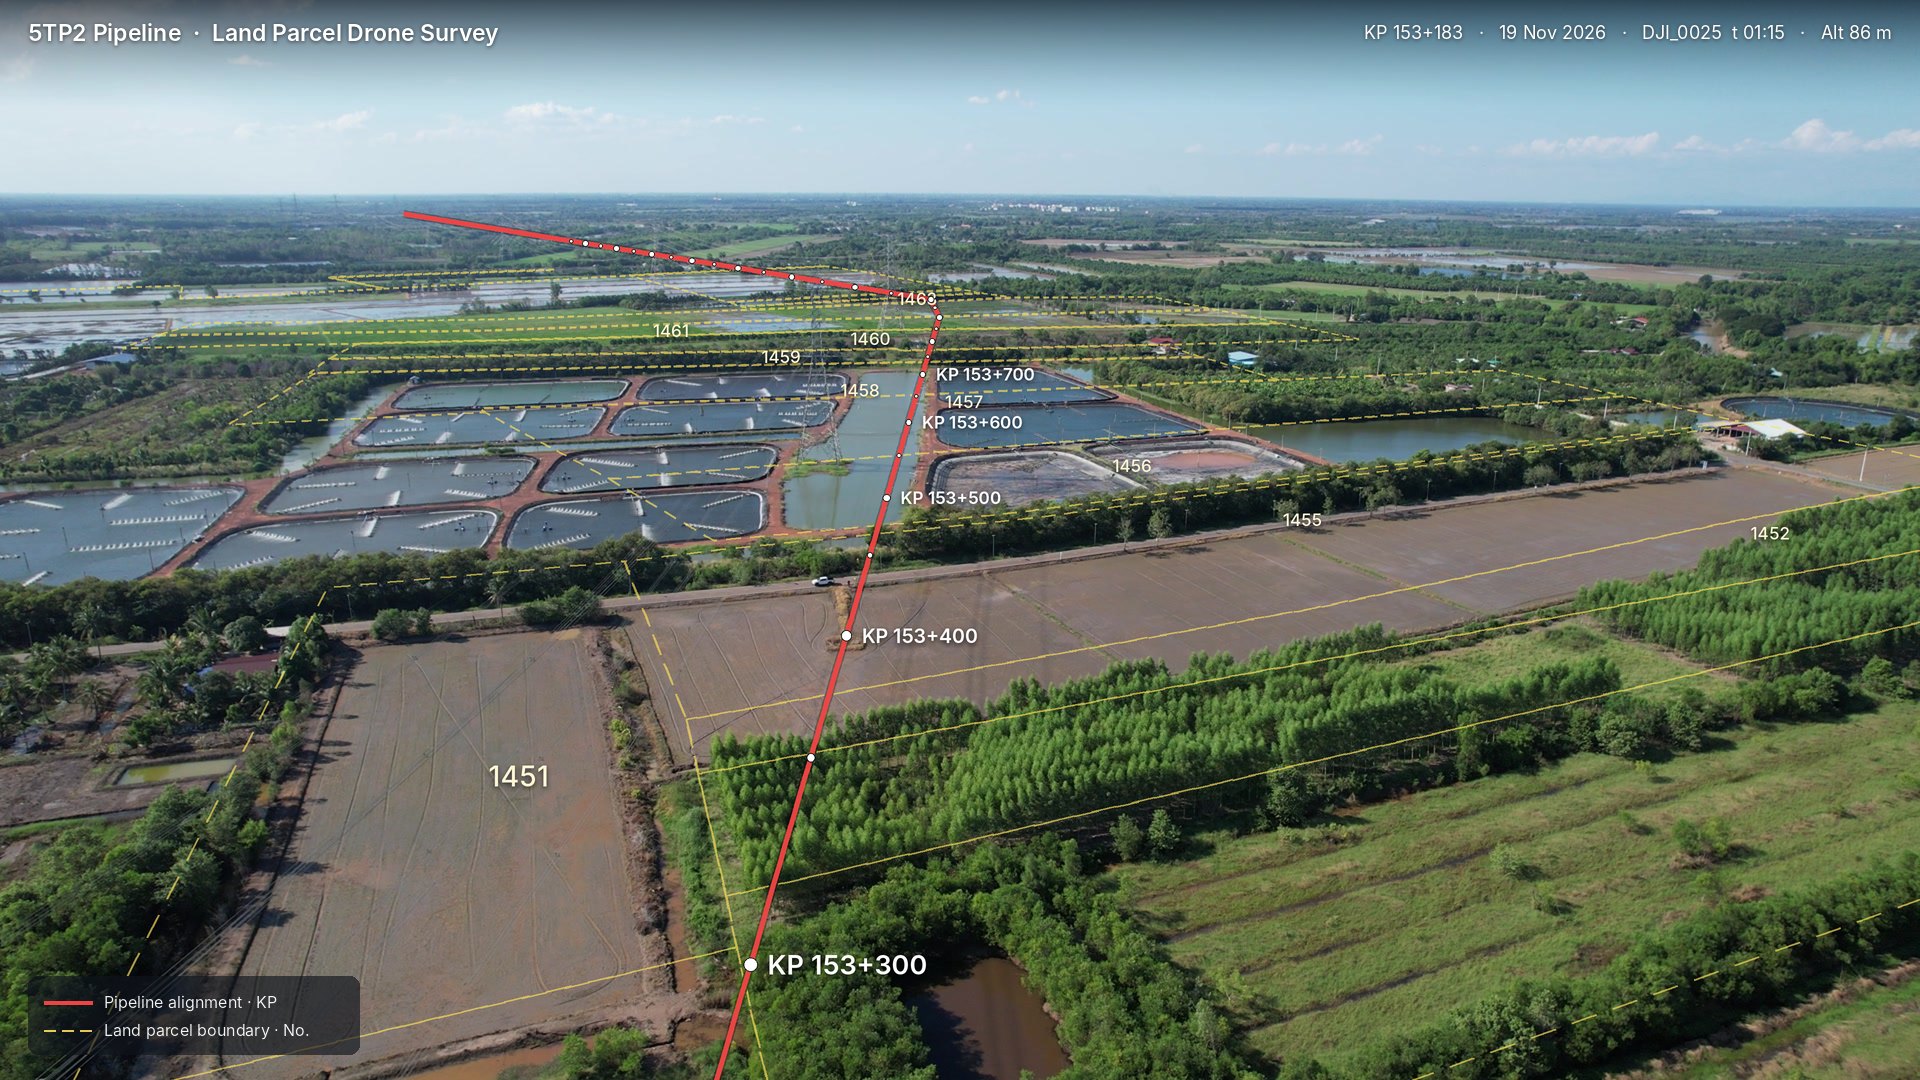 5TP2 Pipeline · Land Parcel Drone Survey
KP 153+183 · 19 Nov 2026 · DJI_0025 t 01:15 · Alt 86 m
1461
1460
1459
1458
KP 153+700
1457
KP 153+600
1456
KP 153+500
1455
1452
KP 153+400
1451
KP 153+300
Pipeline alignment · KP
Land parcel boundary · No.